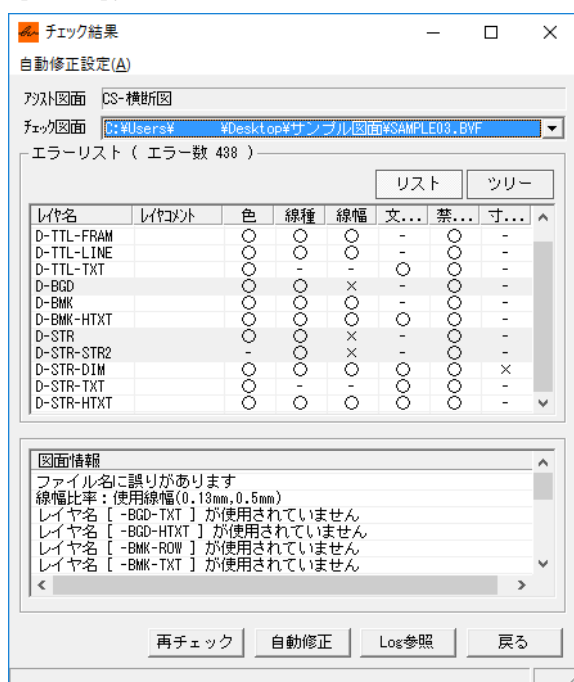 チェック結果
自動修正設定(A)
アシスト図面 CS-横断図
チェック図面 C:¥Users¥ ¥Desktop¥サンプル図面¥SAMPLE03.BVF
エラーリスト ( エラー数 438 )
リスト ツリー
レイヤ名 レイヤコメント 色 線種 線幅 文... 禁... 寸...
D-TTL-FRAM ○ ○ ○ - ○ -
D-TTL-LINE ○ ○ ○ - ○ -
D-TTL-TXT ○ - - ○ ○ -
D-BGD ○ ○ × - ○ -
D-BMK ○ ○ ○ - ○ -
D-BMK-HTXT ○ ○ ○ ○ ○ -
D-STR ○ ○ × - ○ -
D-STR-STR2 - ○ × - ○ -
D-STR-DIM ○ ○ ○ ○ ○ ×
D-STR-TXT ○ - - ○ ○ -
D-STR-HTXT ○ ○ ○ ○ ○ -
図面情報
ファイル名に誤りがあります
線幅比率：使用線幅(0.13mm,0.5mm)
レイヤ名 [ -BGD-TXT ] が使用されていません
レイヤ名 [ -BGD-HTXT ] が使用されていません
レイヤ名 [ -BMK-ROW ] が使用されていません
レイヤ名 [ -BMK-TXT ] が使用されていません
再チェック 自動修正 Log参照 戻る